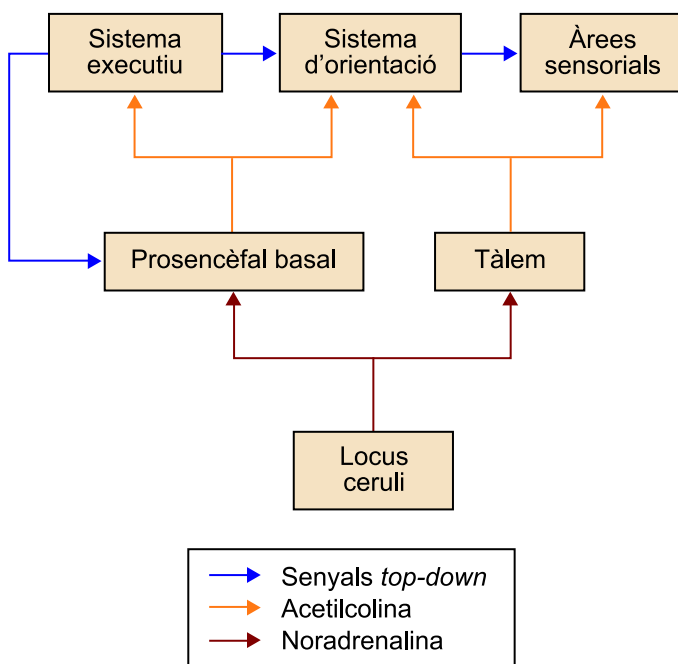 Sistema
executiu
Sistema
d’orientació
Àrees
sensorials
Prosencèfal basal
Tàlem
Locus
ceruli
Senyals top-down
Acetilcolina
Noradrenalina